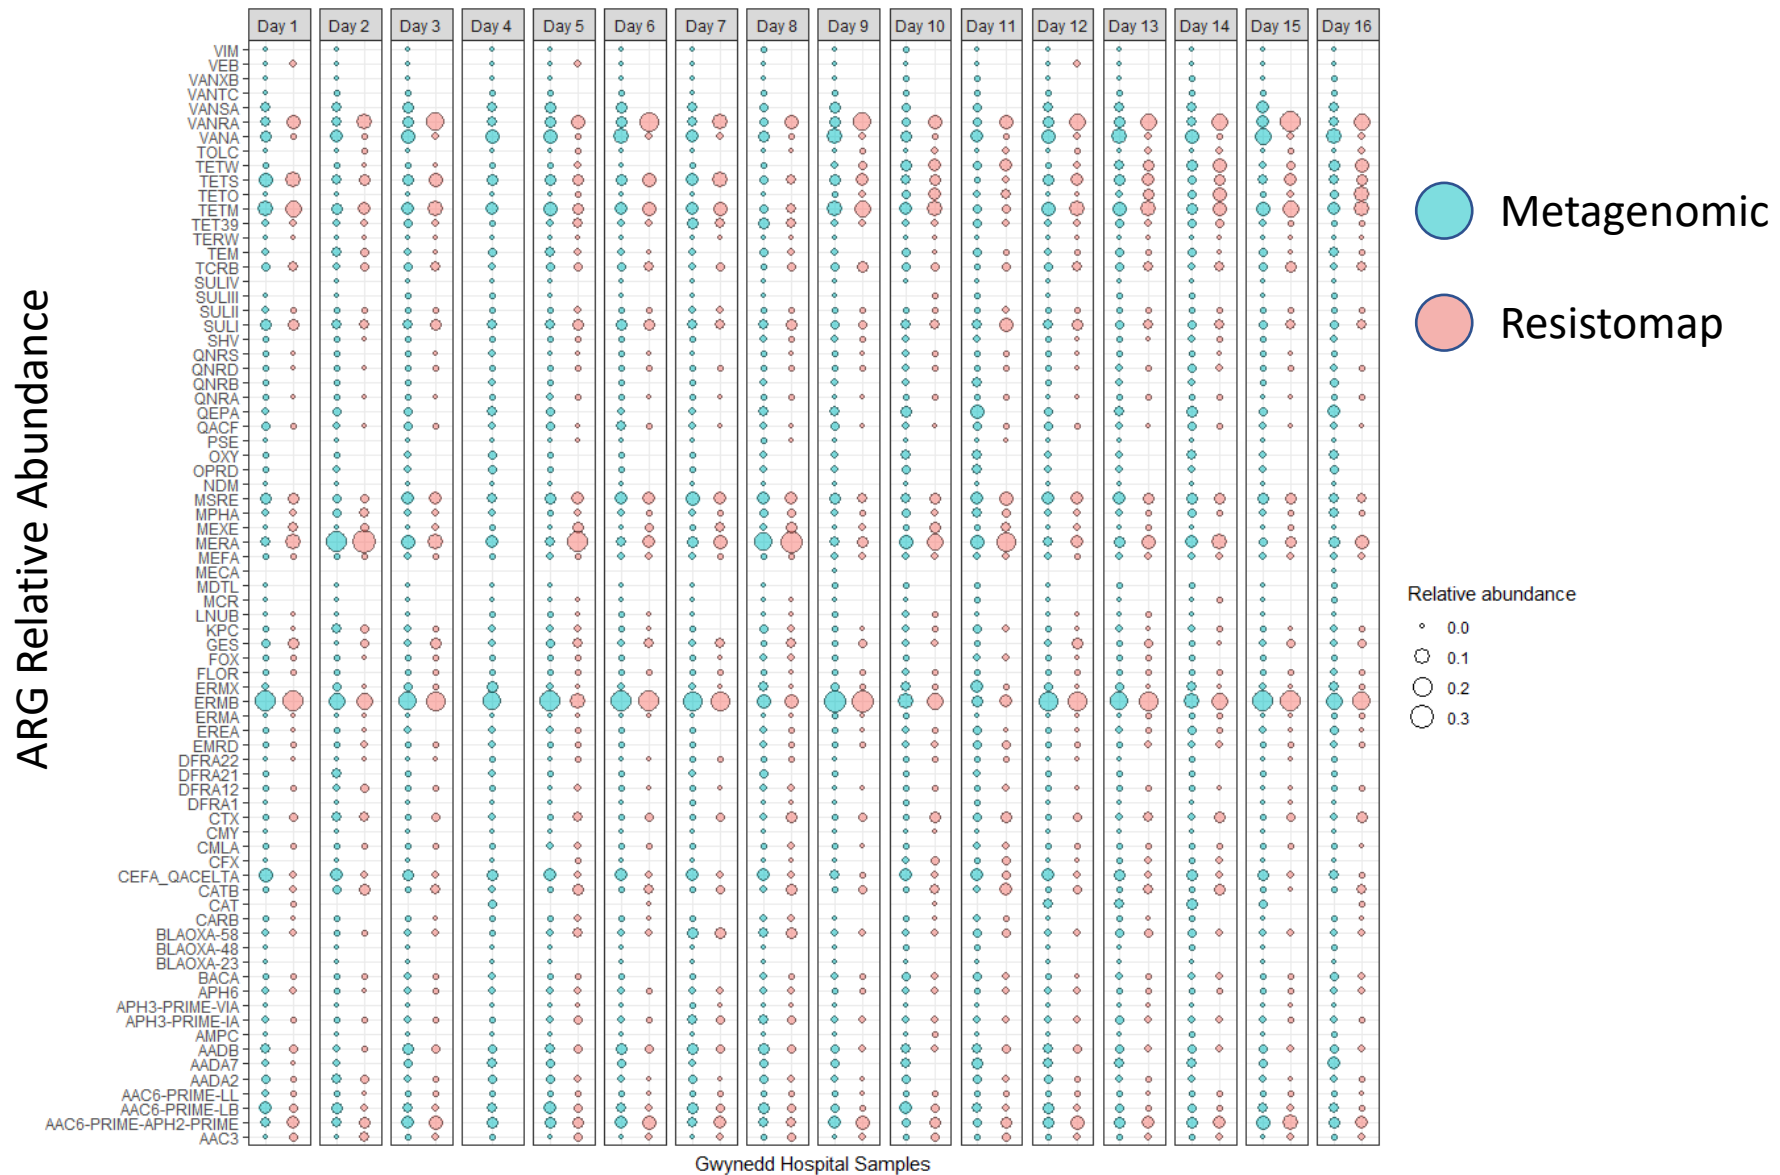 Day 1 Day 2 Day 3 Day 4 Day 5 Day 6 Day 7 Day 8 Day 9 Day 10 Day 11 Day 12 Day 13 Day 14 Day 15 Day 16
ARG Relative Abundance
VIM
VEB
VANXB
VANTC
VANSA
VANRA
VANA
TOLC
TETW
TETS
TETO
TETM
TET39
TERW
TEM
TCRB
SULIV
SULIII
SULII
SULI
SHV
QNRS
QNRD
QNRB
QNRA
QEPA
QACF
PSE
OXY
OPRD
NDM
MSRE
MPHA
MEXE
MERA
MEFA
MECA
MDTL
MCR
LNUB
KPC
GES
FOX
FLOR
ERMX
ERMB
ERMA
EREA
EMRD
DFRA22
DFRA21
DFRA12
DFRA1
CTX
CMY
CMLA
CFX
CEFA_QACELTA
CATB
CAT
CARB
BLAOXA-58
BLAOXA-48
BLAOXA-23
BACA
APH6
APH3-PRIME-VIA
APH3-PRIME-IA
AMPC
AADB
AADA7
AADA2
AAC6-PRIME-LL
AAC6-PRIME-LB
AAC6-PRIME-APH2-PRIME
AAC3
Gwynedd Hospital Samples
Metagenomic
Resistomap
Relative abundance
0.0
0.1
0.2
0.3